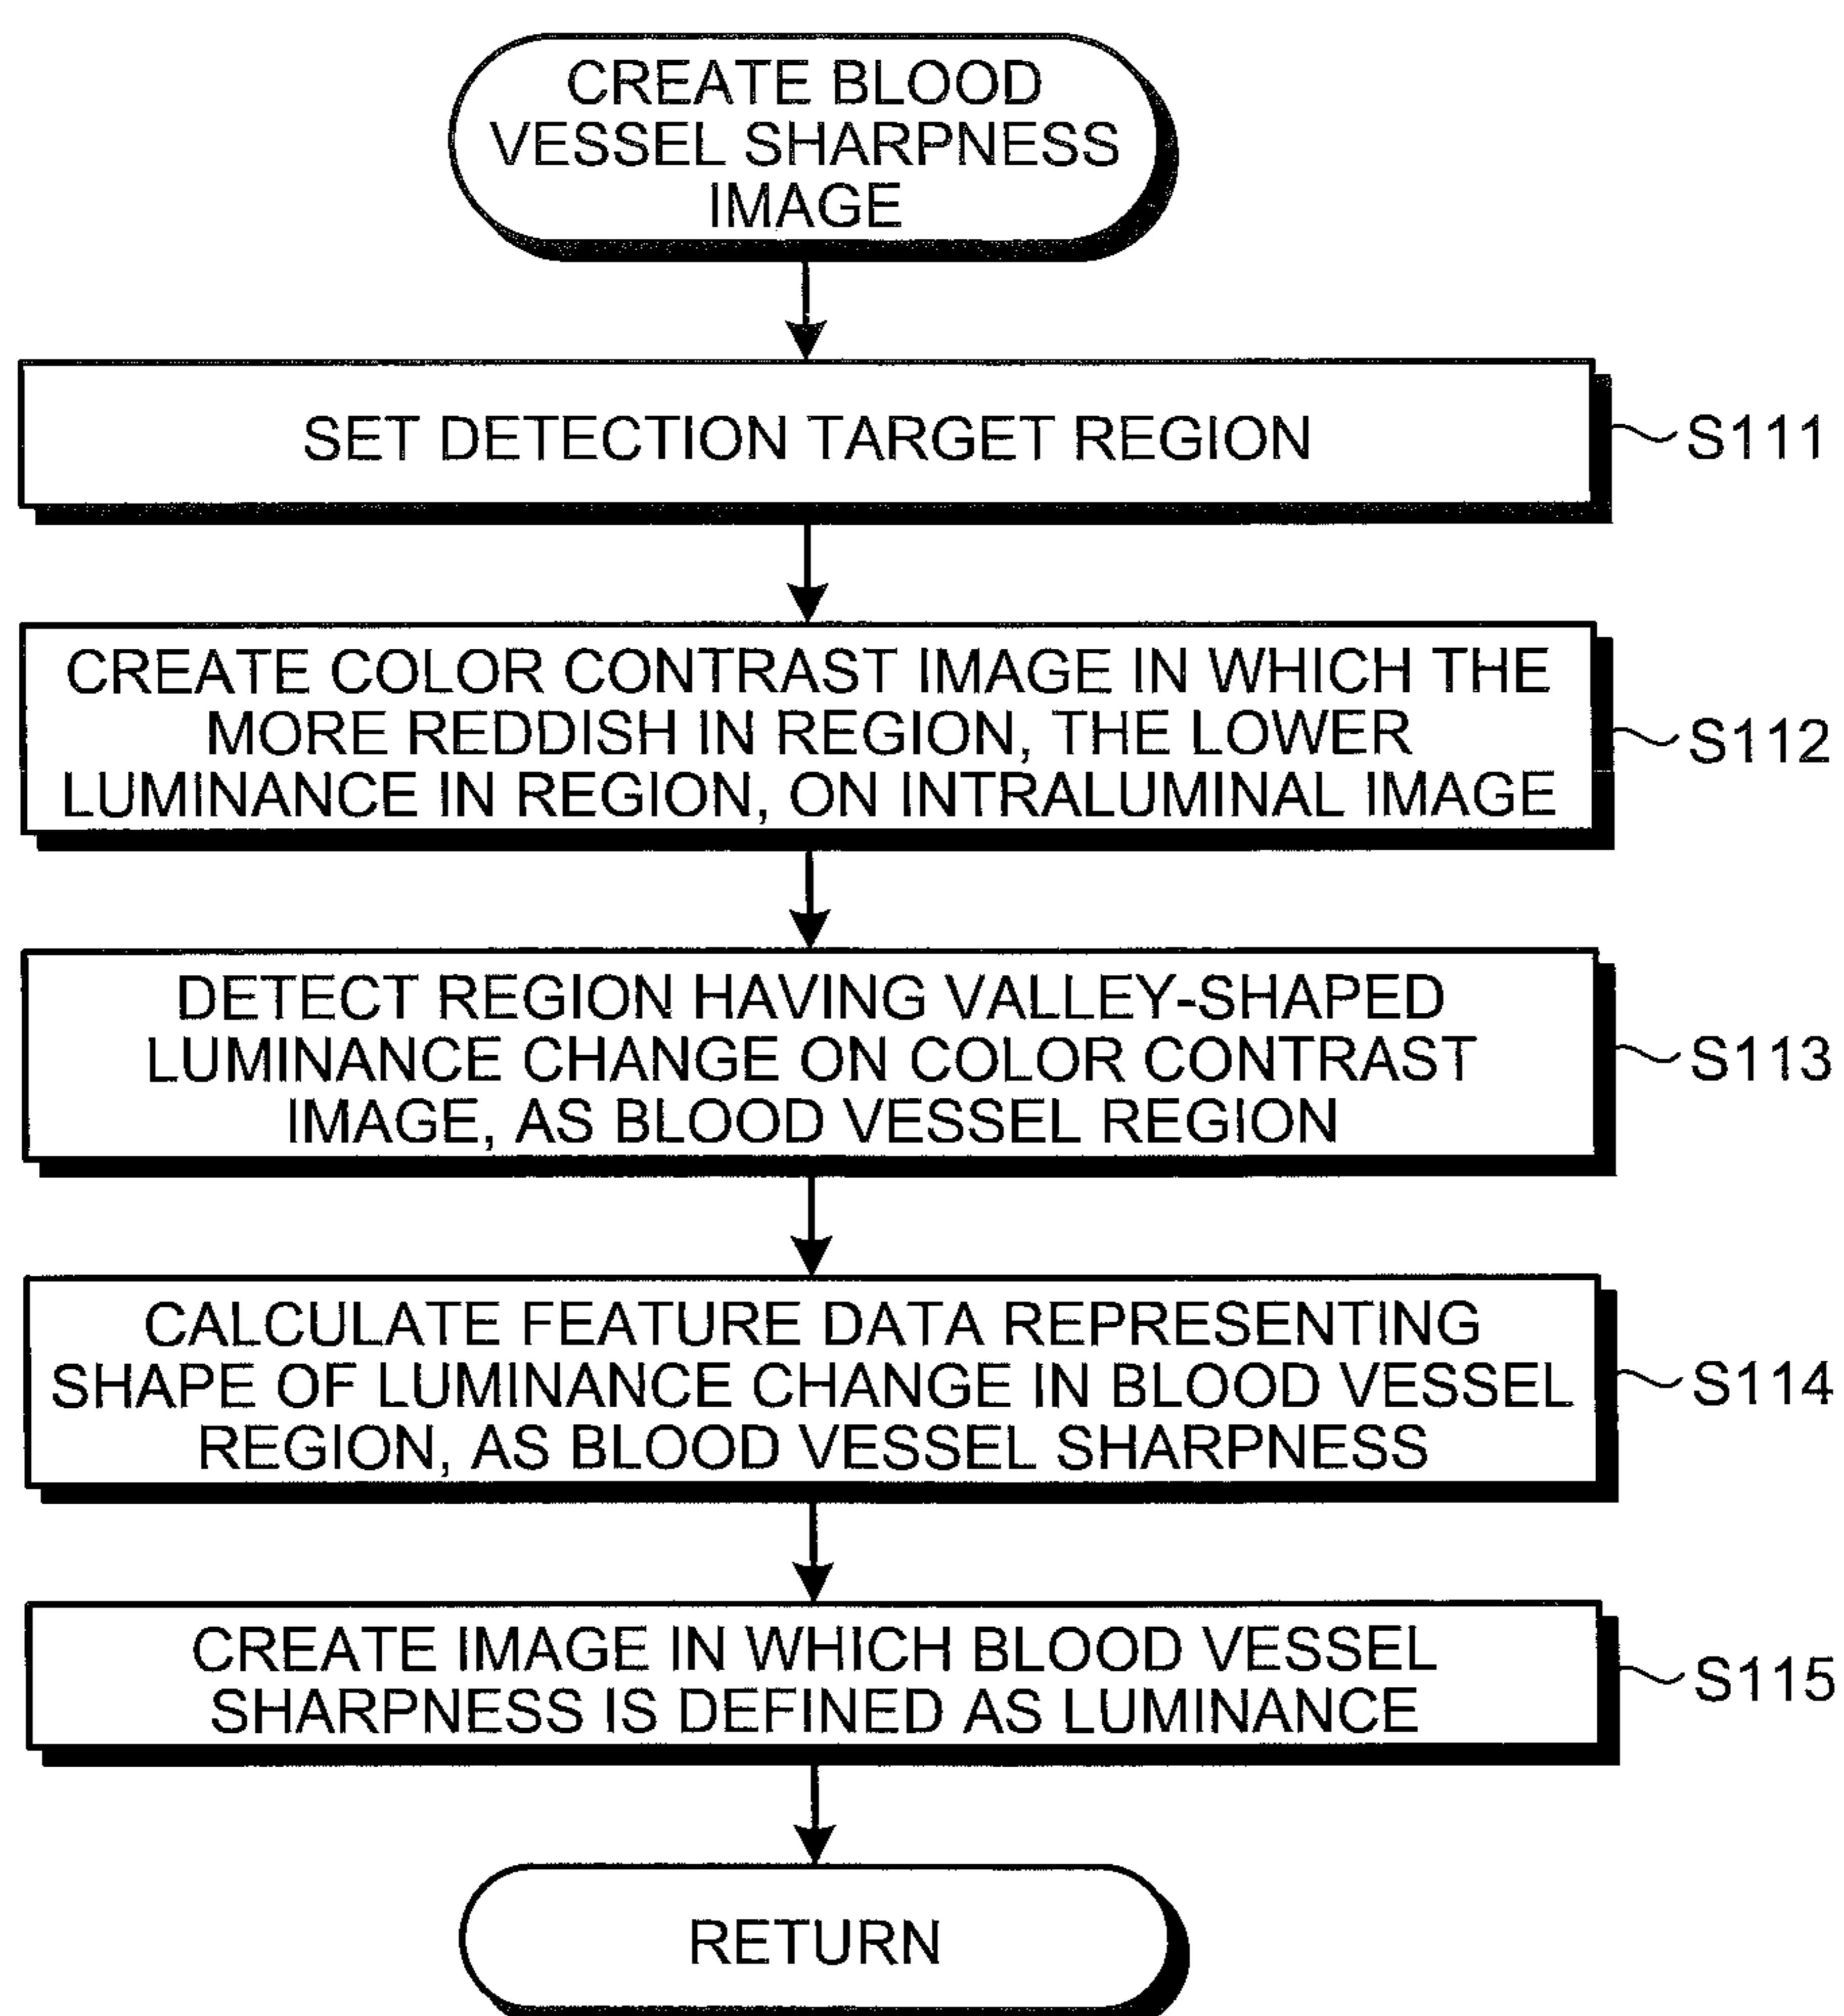 CREATE BLOOD
VESSEL SHARPNESS
IMAGE
SET DETECTION TARGET REGION
S111
CREATE COLOR CONTRAST IMAGE IN WHICH THE
MORE REDDISH IN REGION, THE LOWER
LUMINANCE IN REGION, ON INTRALUMINAL IMAGE
S112
DETECT REGION HAVING VALLEY-SHAPED
LUMINANCE CHANGE ON COLOR CONTRAST
IMAGE, AS BLOOD VESSEL REGION
S113
CALCULATE FEATURE DATA REPRESENTING
SHAPE OF LUMINANCE CHANGE IN BLOOD VESSEL
REGION, AS BLOOD VESSEL SHARPNESS
S114
CREATE IMAGE IN WHICH BLOOD VESSEL
SHARPNESS IS DEFINED AS LUMINANCE
S115
RETURN